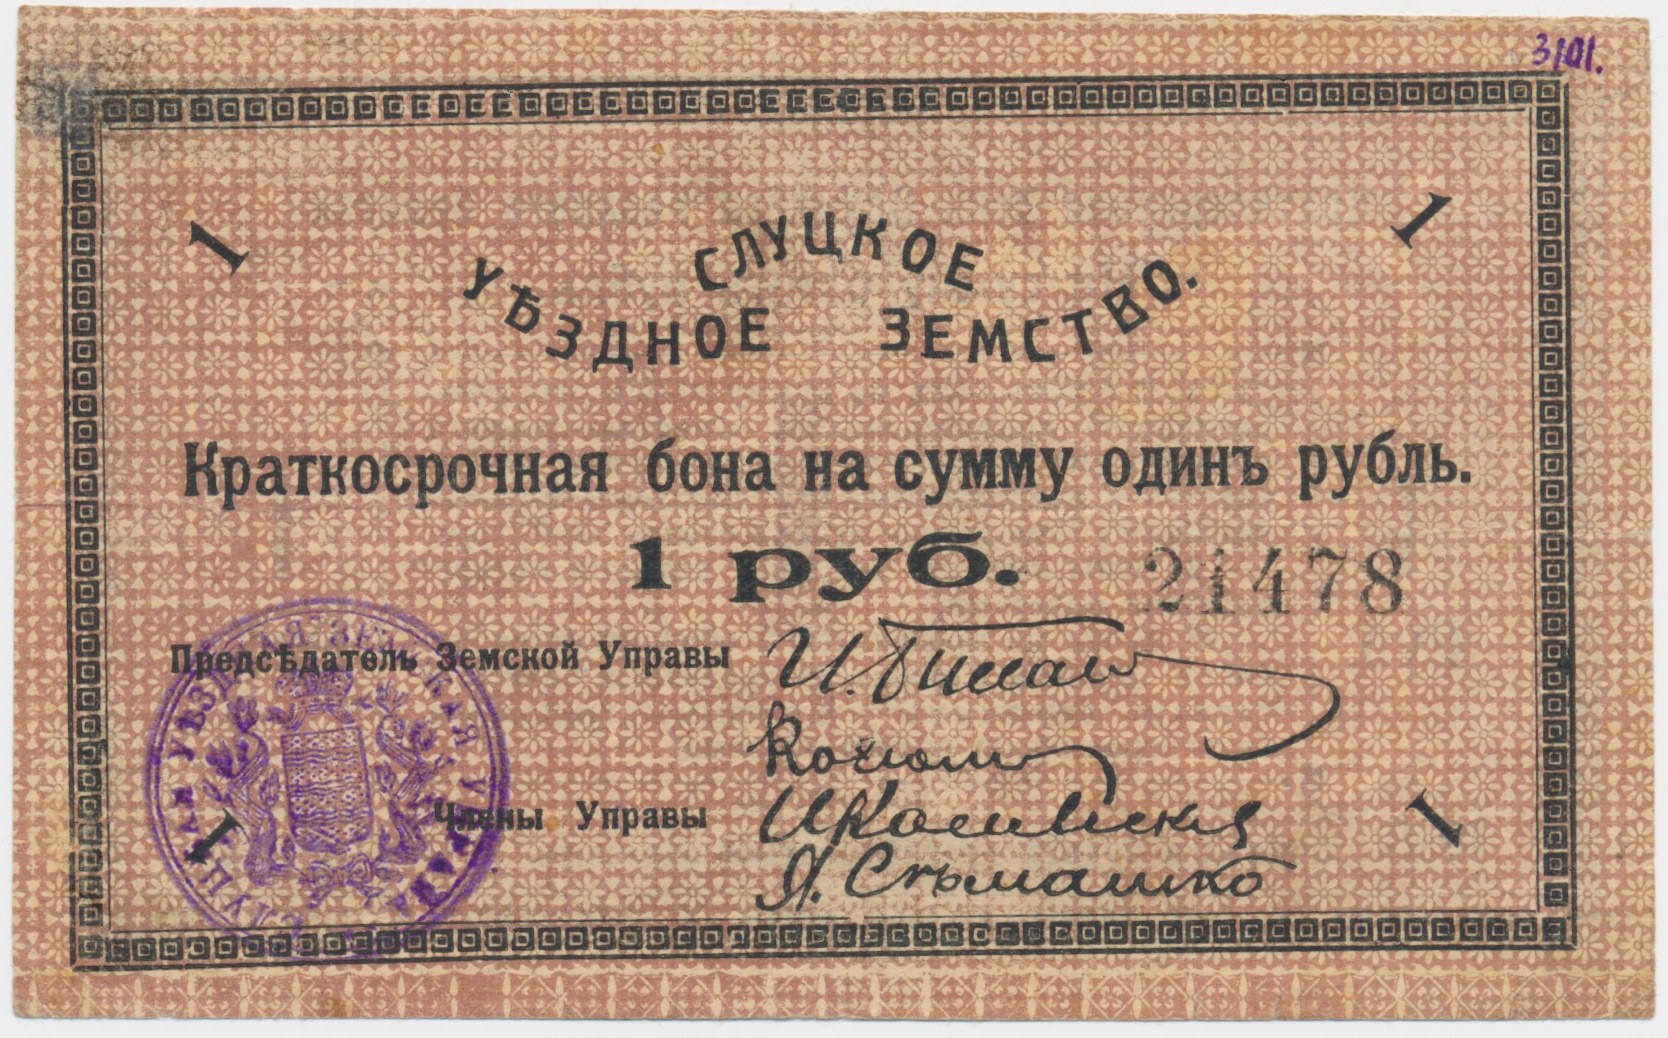 1 1
СЛУЦКОЕ
УѢЗДНОЕ ЗЕМСТВО.
Краткосрочная бона на сумму одинъ рубль.
1 руб.
21478
Предсѣдатель Земской Управы
Члены Управы
1 1